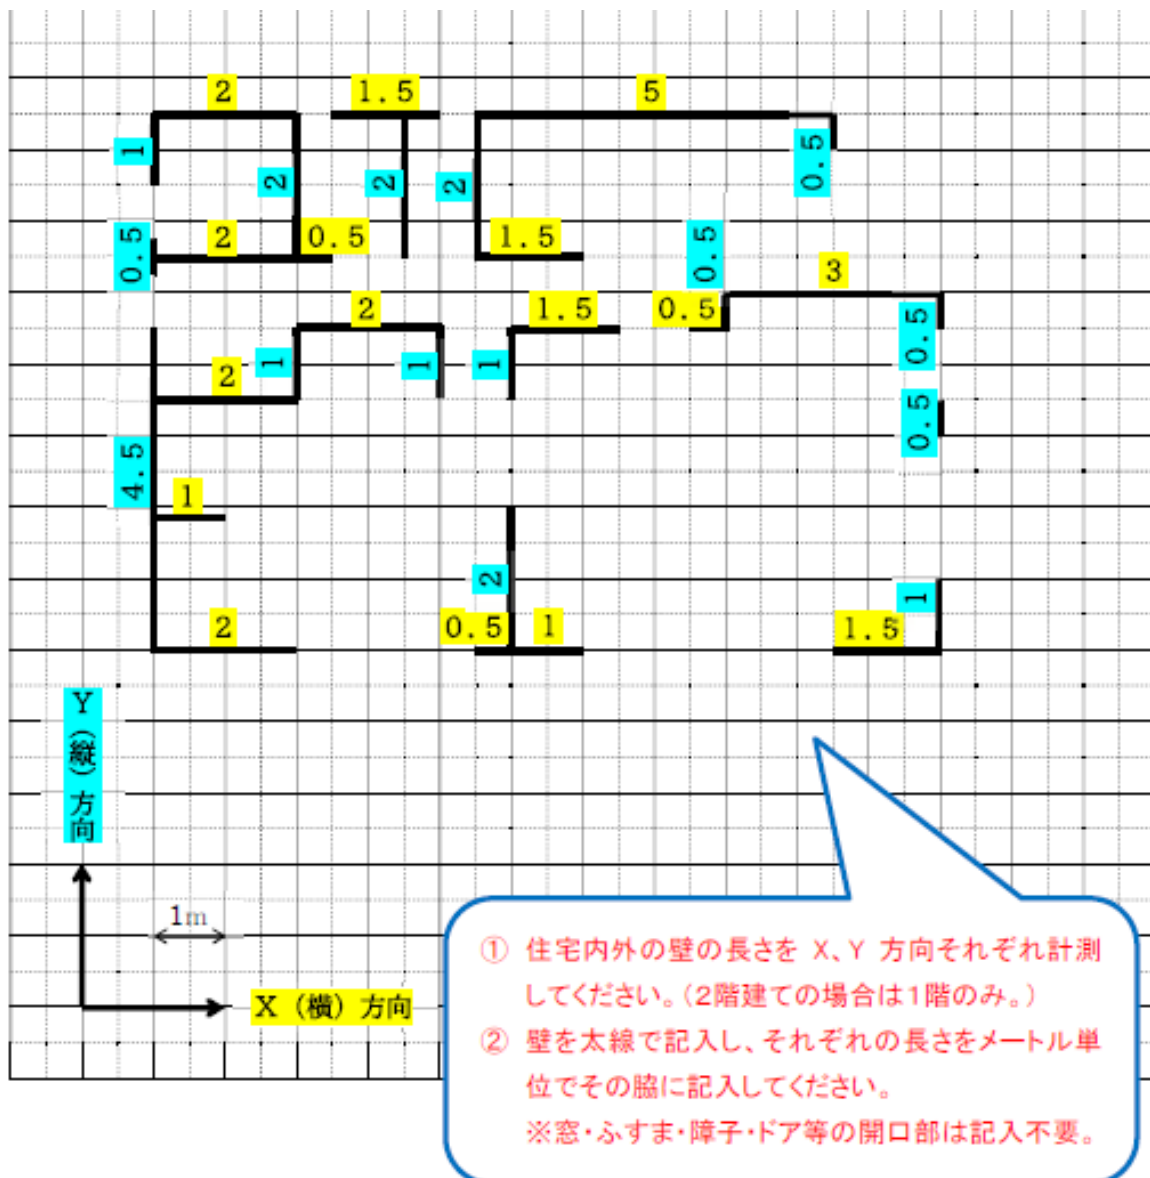 2 1.5 5
1 2 2 2 0.5
0.5 2 0.5 1.5 0.5 3
2 1.5 0.5 0.5
2 1 1 1
4.5 0.5
1
2
2 0.5 1 1.5 1
Y（縦）方向
1m
X（横）方向
① 住宅内外の壁の長さを X、Y 方向それぞれ計測
してください。（2階建ての場合は1階のみ。）
② 壁を太線で記入し、それぞれの長さをメートル単
位でその脇に記入してください。
※窓・ふすま・障子・ドア等の開口部は記入不要。